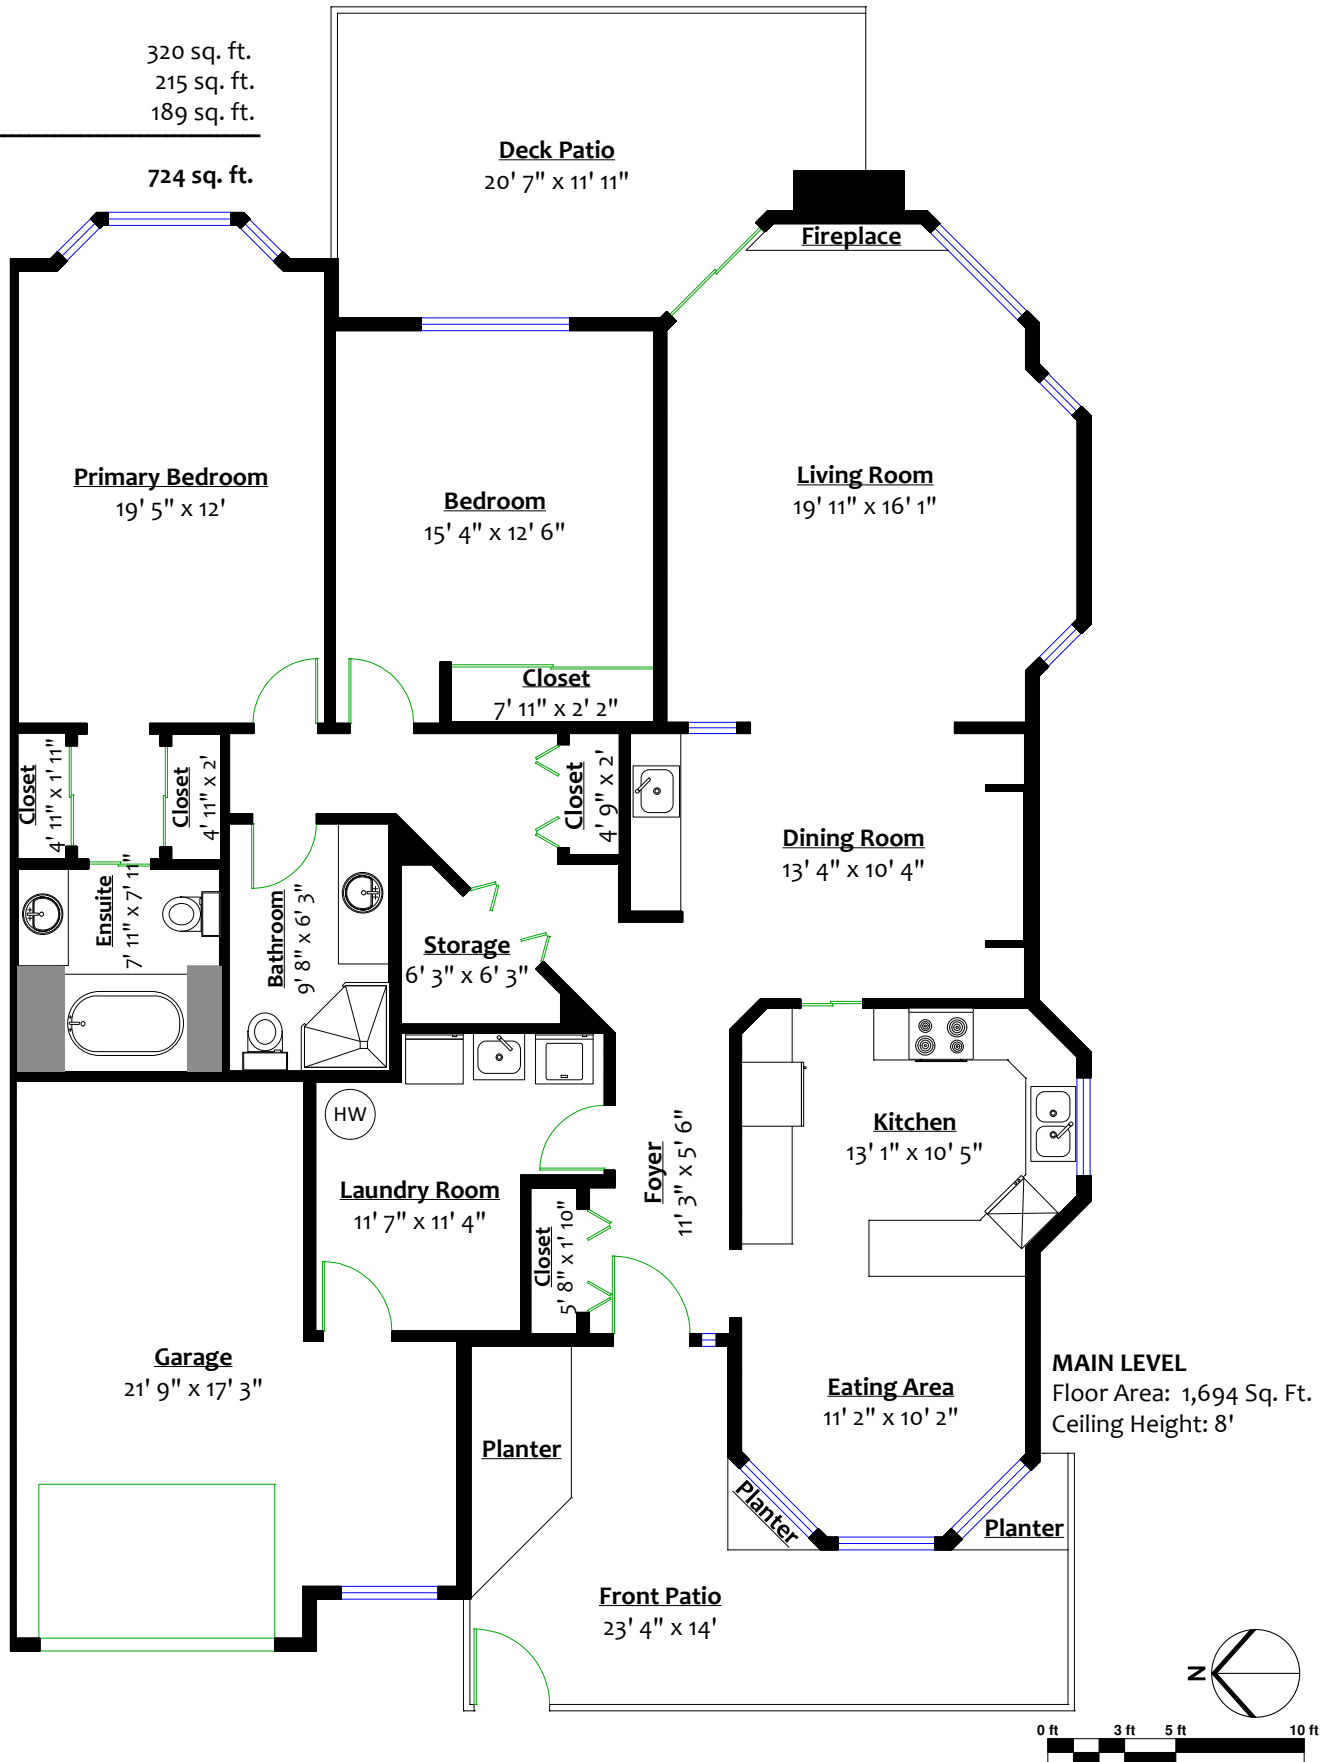 320 sq. ft.
215 sq. ft.
189 sq. ft.
724 sq. ft.
Deck Patio
20' 7" x 11' 11"
Fireplace
Primary Bedroom
19' 5" x 12'
Bedroom
15' 4" x 12' 6"
Living Room
19' 11" x 16' 1"
Closet
7' 11" x 2' 2"
Closet
4' 11" x 1' 11"
Closet
4' 11" x 2'
Closet
4' 9" x 2'
Dining Room
13' 4" x 10' 4"
Ensuite
7' 11" x 7' 11"
Bathroom
9' 8" x 6' 3"
Storage
6' 3" x 6' 3"
HW
Laundry Room
11' 7" x 11' 4"
Foyer
11' 3" x 5' 6"
Kitchen
13' 1" x 10' 5"
Closet
5' 8" x 1' 10"
Garage
21' 9" x 17' 3"
Eating Area
11' 2" x 10' 2"
MAIN LEVEL
Floor Area: 1,694 Sq. Ft.
Ceiling Height: 8'
Planter
Planter
Planter
Front Patio
23' 4" x 14'
N
0 ft 3 ft 5 ft 10 ft